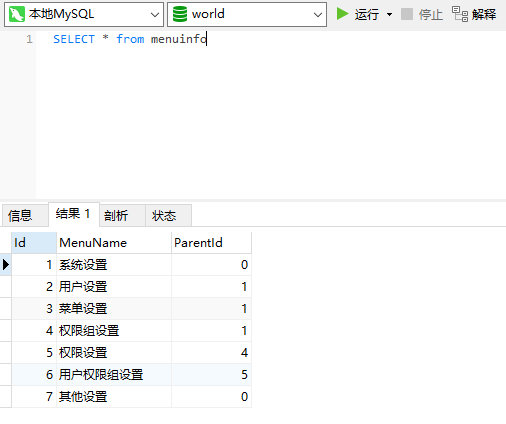 本地MySQL world 运行 停止 解释
1 SELECT * from menuinfo
信息 结果 1 剖析 状态
Id MenuName ParentId
1 系统设置 0
2 用户设置 1
3 菜单设置 1
4 权限组设置 1
5 权限设置 4
6 用户权限组设置 5
7 其他设置 0